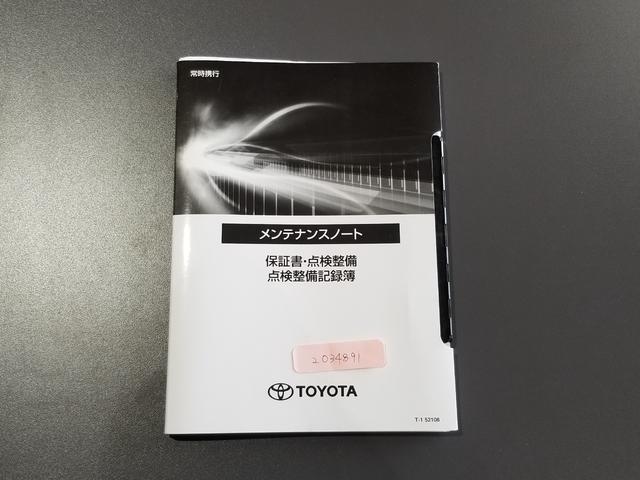 常時携行
メンテナンスノート
保証書・点検整備
点検整備記録簿
2034891
TOYOTA
T-1 52108